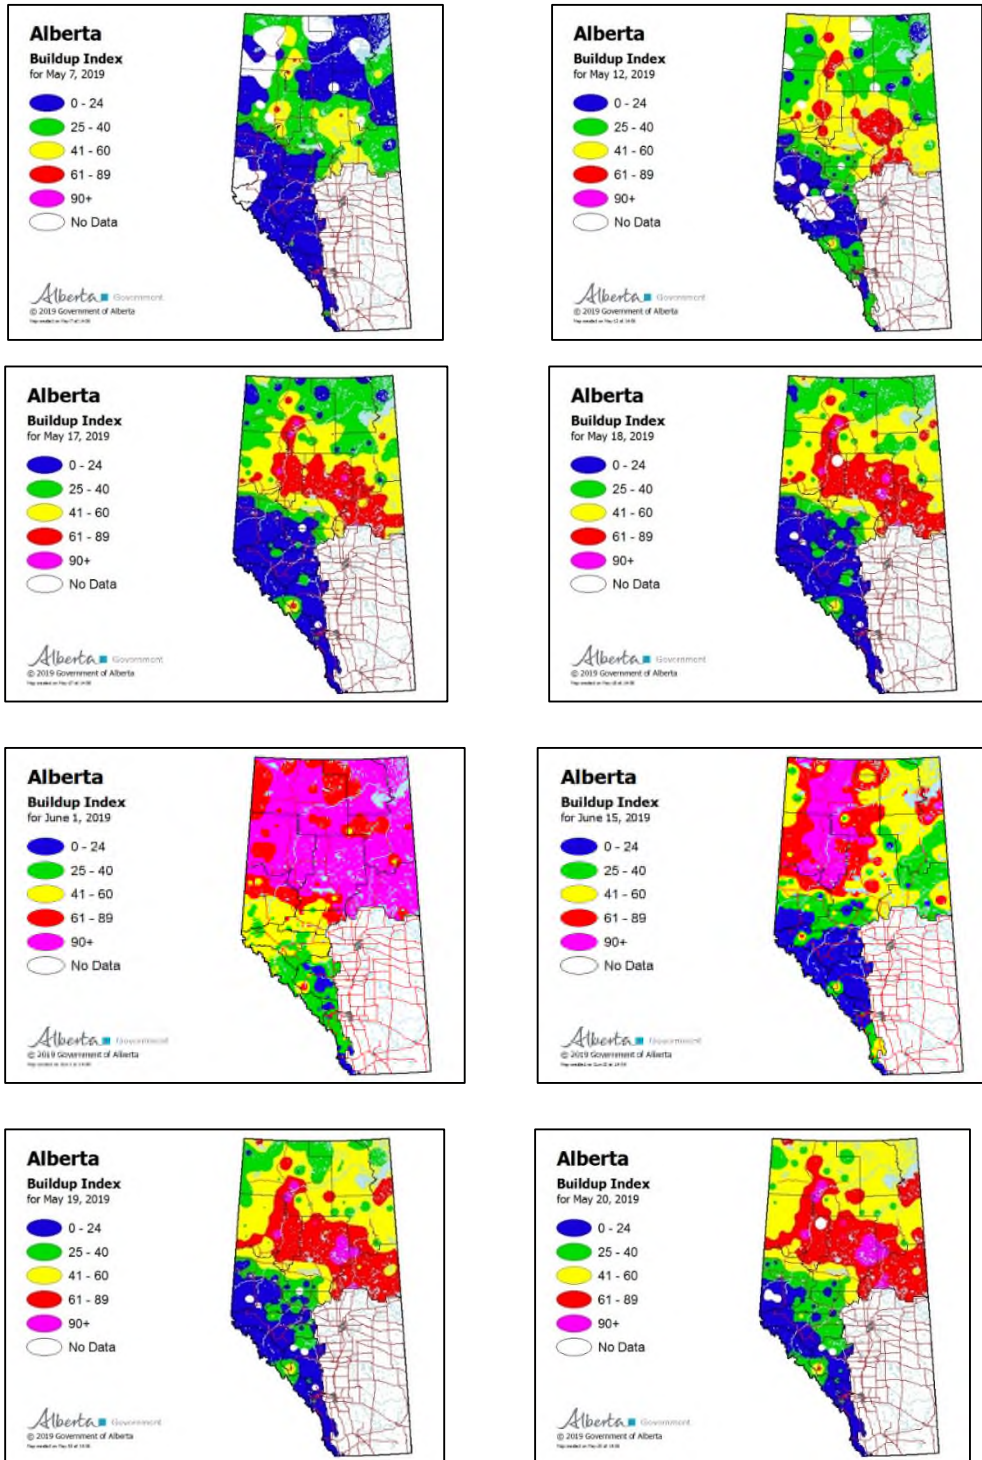 Alberta
Buildup Index
for May 7, 2019
0 - 24
25 - 40
41 - 60
61 - 89
90+
No Data
Alberta Government
© 2019 Government of Alberta
Alberta
Buildup Index
for May 12, 2019
0 - 24
25 - 40
41 - 60
61 - 89
90+
No Data
Alberta Government
© 2019 Government of Alberta
Alberta
Buildup Index
for May 17, 2019
0 - 24
25 - 40
41 - 60
61 - 89
90+
No Data
Alberta Government
© 2019 Government of Alberta
Alberta
Buildup Index
for May 18, 2019
0 - 24
25 - 40
41 - 60
61 - 89
90+
No Data
Alberta Government
© 2019 Government of Alberta
Alberta
Buildup Index
for June 1, 2019
0 - 24
25 - 40
41 - 60
61 - 89
90+
No Data
Alberta Government
© 2019 Government of Alberta
Alberta
Buildup Index
for June 15, 2019
0 - 24
25 - 40
41 - 60
61 - 89
90+
No Data
Alberta Government
© 2019 Government of Alberta
Alberta
Buildup Index
for May 19, 2019
0 - 24
25 - 40
41 - 60
61 - 89
90+
No Data
Alberta Government
© 2019 Government of Alberta
Alberta
Buildup Index
for May 20, 2019
0 - 24
25 - 40
41 - 60
61 - 89
90+
No Data
Alberta Government
© 2019 Government of Alberta